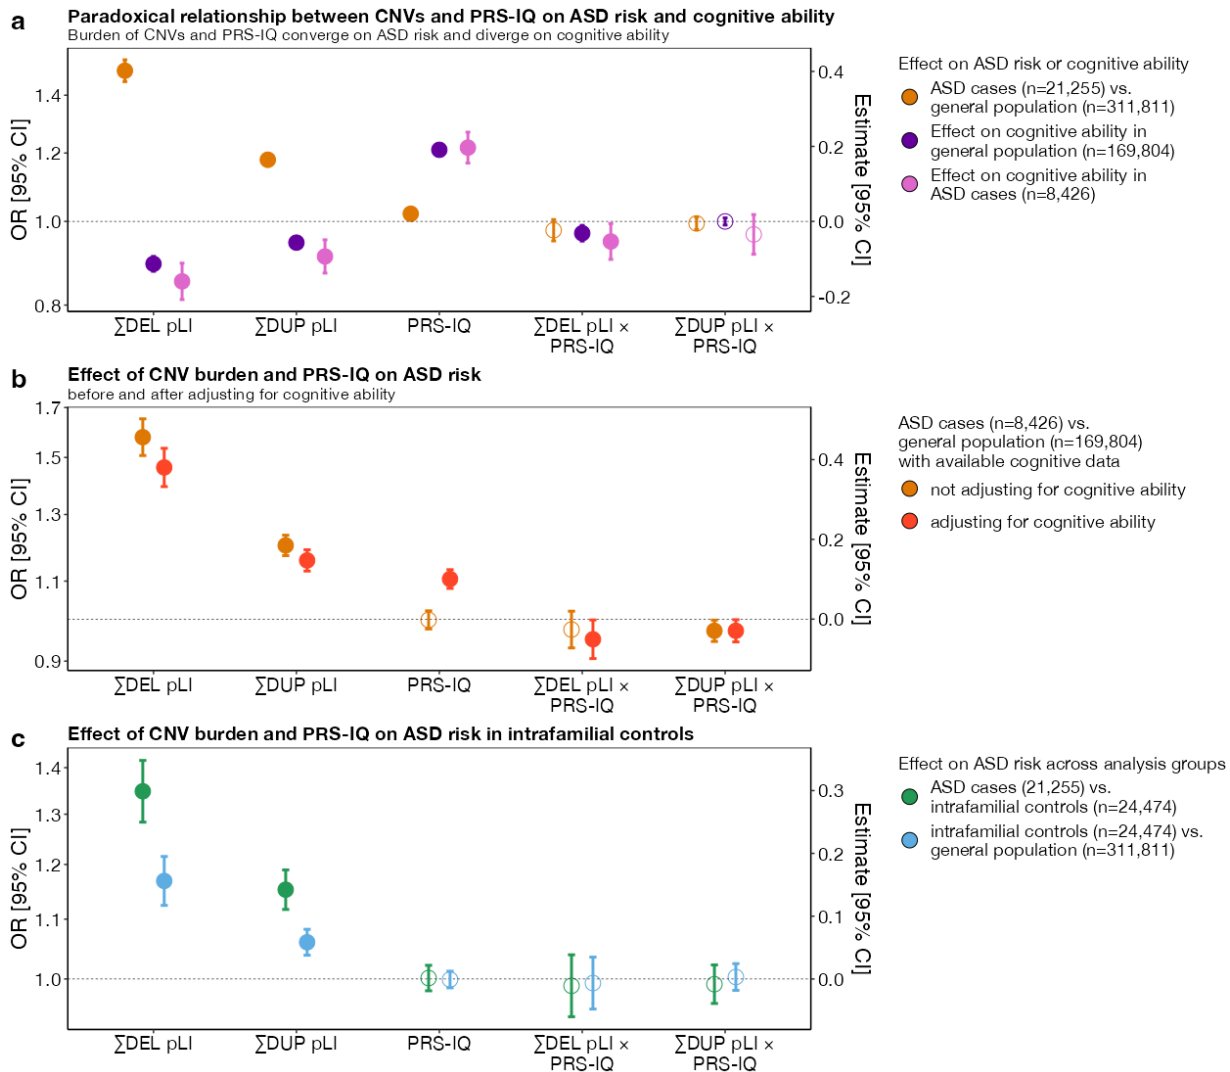 a
Paradoxical relationship between CNVs and PRS-IQ on ASD risk and cognitive ability
Burden of CNVs and PRS-IQ converge on ASD risk and diverge on cognitive ability
OR [95% CI]
1.4
1.2
1.0
0.8
0.4
0.2
0.0
-0.2
Estimate [95% CI]
∑DEL pLI
∑DUP pLI
PRS-IQ
∑DEL pLI ×
PRS-IQ
∑DUP pLI ×
PRS-IQ
Effect on ASD risk or cognitive ability
ASD cases (n=21,255) vs.
general population (n=311,811)
Effect on cognitive ability in
general population (n=169,804)
Effect on cognitive ability in
ASD cases (n=8,426)
b
Effect of CNV burden and PRS-IQ on ASD risk
before and after adjusting for cognitive ability
OR [95% CI]
1.7
1.5
1.3
1.1
0.9
0.4
0.2
0.0
Estimate [95% CI]
∑DEL pLI
∑DUP pLI
PRS-IQ
∑DEL pLI ×
PRS-IQ
∑DUP pLI ×
PRS-IQ
ASD cases (n=8,426) vs.
general population (n=169,804)
with available cognitive data
not adjusting for cognitive ability
adjusting for cognitive ability
c
Effect of CNV burden and PRS-IQ on ASD risk in intrafamilial controls
OR [95% CI]
1.4
1.3
1.2
1.1
1.0
0.3
0.2
0.1
0.0
Estimate [95% CI]
∑DEL pLI
∑DUP pLI
PRS-IQ
∑DEL pLI ×
PRS-IQ
∑DUP pLI ×
PRS-IQ
Effect on ASD risk across analysis groups
ASD cases (21,255) vs.
intrafamilial controls (n=24,474)
intrafamilial controls (n=24,474) vs.
general population (n=311,811)